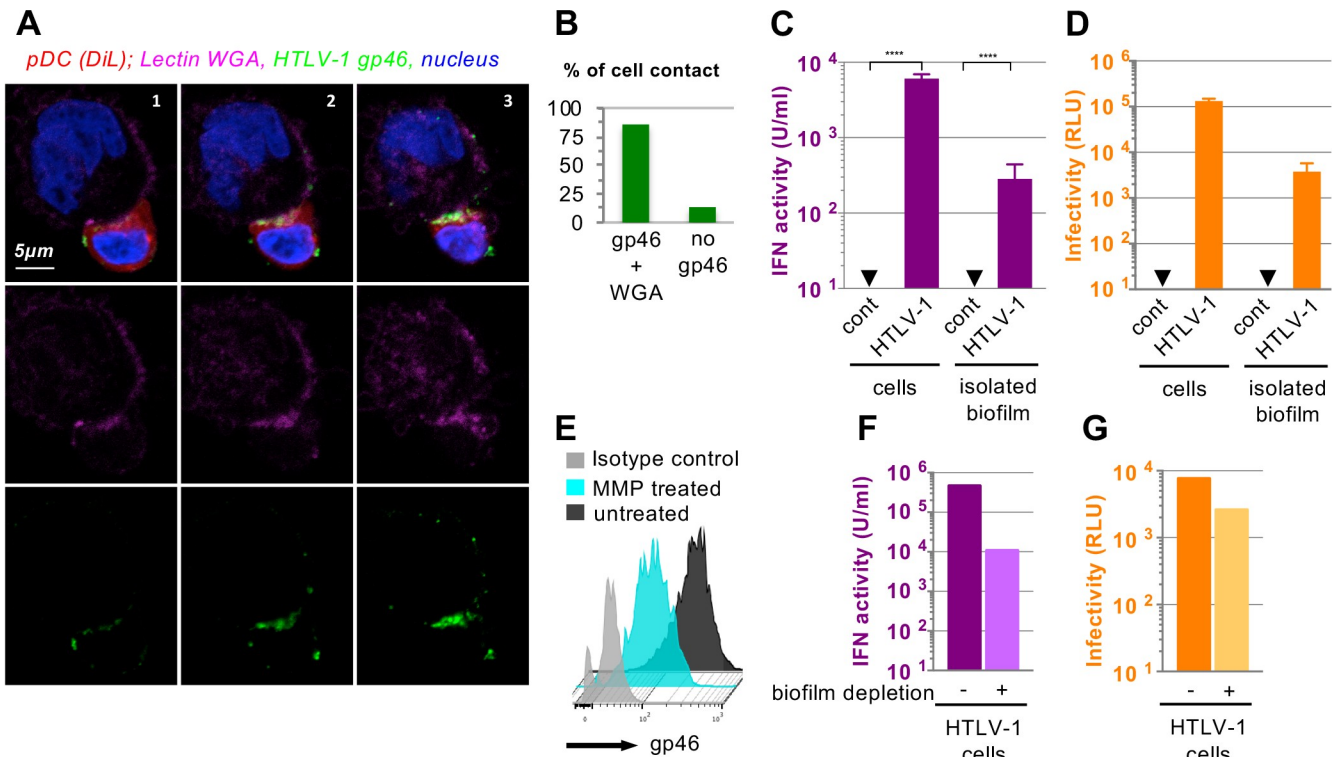 A
pDC (DiL); Lectin WGA, HTLV-1 gp46, nucleus
1
2
3
5µm
B
% of cell contact
100
75
50
25
0
gp46
+
WGA
no
gp46
C
IFN activity (U/ml)
10 4
10 3
10 2
10 1
****
****
cont
HTLV-1
cont
HTLV-1
cells
isolated
biofilm
D
Infectivity (RLU)
10 6
10 5
10 4
10 3
10 2
10 1
cont
HTLV-1
cont
HTLV-1
cells
isolated
biofilm
E
Isotype control
MMP treated
untreated
0
10²
10³
gp46
F
IFN activity (U/ml)
10 6
10 5
10 4
10 3
10 2
10 1
biofilm depletion
- +
HTLV-1
cells
G
Infectivity (RLU)
10 4
10 3
10 2
10 1
- +
HTLV-1
cells